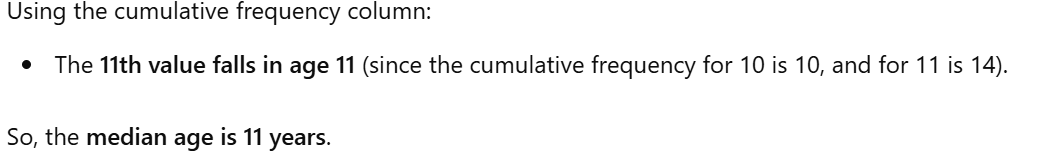 Using the cumulative frequency column:
• The 11th value falls in age 11 (since the cumulative frequency for 10 is 10, and for 11 is 14).
So, the median age is 11 years.